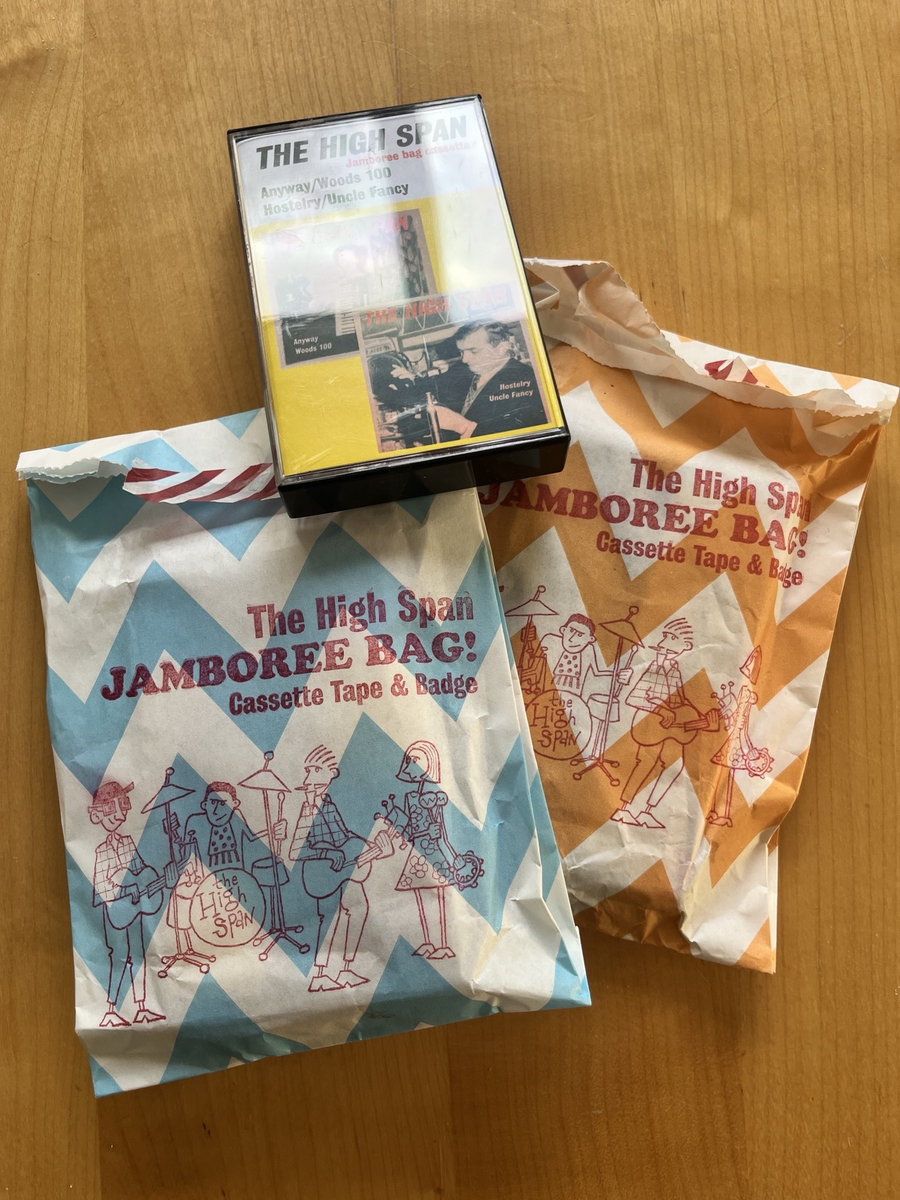 THE HIGH SPAN
Jamboree bag cassette
Anyway/Woods 100
Hostelry/Uncle Fancy
Anyway
Woods 100
THE HIGH SPAN
Hostelry
Uncle Fancy
The High Span
JAMBOREE BAG!
Cassette Tape & Badge
the
High
Span
The High Span
JAMBOREE BAG!
Cassette Tape & Badge
the
High
Span